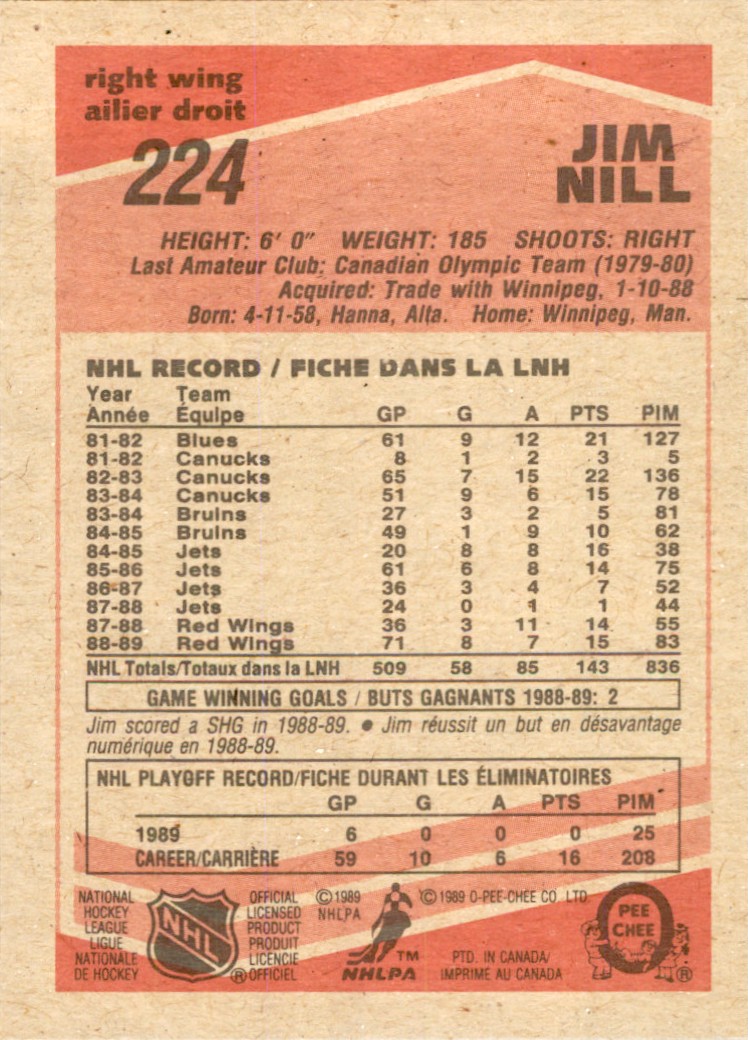 right wing
ailier droit
224
JIM
NILL
HEIGHT: 6' 0" WEIGHT: 185 SHOOTS: RIGHT
Last Amateur Club: Canadian Olympic Team (1979-80)
Acquired: Trade with Winnipeg, 1-10-88
Born: 4-11-58, Hanna, Alta. Home: Winnipeg, Man.
NHL RECORD / FICHE DANS LA LNH
Year Team
Année Équipe GP G A PTS PIM
81-82 Blues 61 9 12 21 127
81-82 Canucks 8 1 2 3 5
82-83 Canucks 65 7 15 22 136
83-84 Canucks 51 9 6 15 78
83-84 Bruins 27 3 2 5 81
84-85 Bruins 49 1 9 10 62
84-85 Jets 20 8 8 16 38
85-86 Jets 61 6 8 14 75
86-87 Jets 36 3 4 7 52
87-88 Jets 24 0 1 1 44
87-88 Red Wings 36 3 11 14 55
88-89 Red Wings 71 8 7 15 83
NHL Totals/Totaux dans la LNH 509 58 85 143 836
GAME WINNING GOALS / BUTS GAGNANTS 1988-89: 2
Jim scored a SHG in 1988-89. ● Jim réussit un but en désavantage
numérique en 1988-89.
NHL PLAYOFF RECORD/FICHE DURANT LES ÉLIMINATOIRES
GP G A PTS PIM
1989 6 0 0 0 25
CAREER/CARRIÈRE 59 10 6 16 208
NATIONAL
HOCKEY
LEAGUE
LIGUE
NATIONALE
DE HOCKEY
NHL
®
OFFICIAL
LICENSED
PRODUCT
PRODUIT
LICENCIE
OFFICIEL
©1989
NHLPA
TM
NHLPA
©1989 O-PEE-CHEE CO. LTD.
PTD. IN CANADA/
IMPRIME AU CANADA
O
PEE
CHEE
®